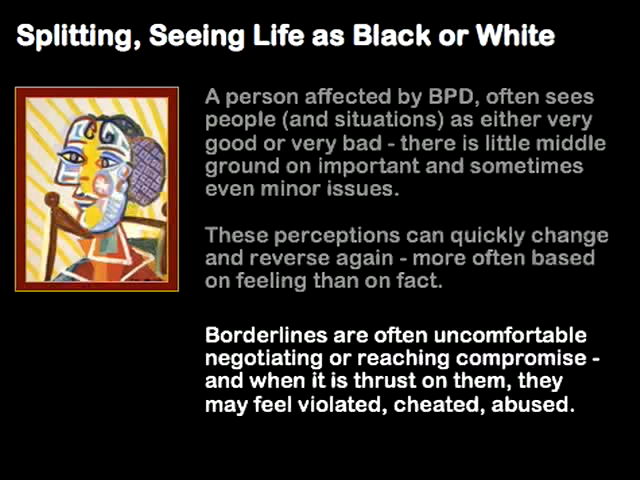 Splitting, Seeing Life as Black or White
A person affected by BPD, often sees
people (and situations) as either very
good or very bad - there is little middle
ground on important and sometimes
even minor issues.
These perceptions can quickly change
and reverse again - more often based
on feeling than on fact.
Borderlines are often uncomfortable
negotiating or reaching compromise -
and when it is thrust on them, they
may feel violated, cheated, abused.